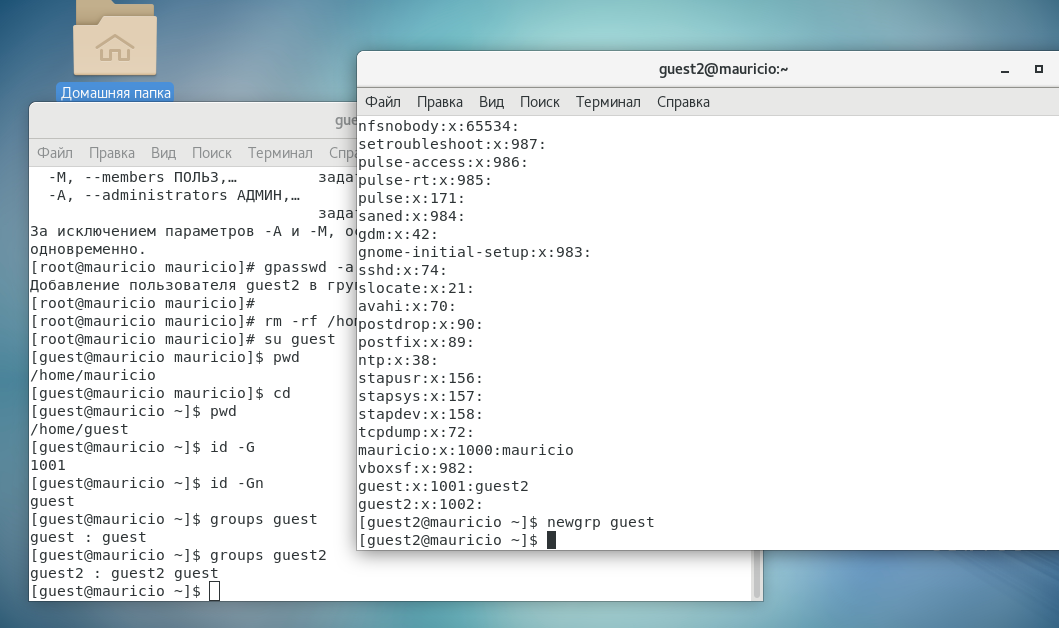 Домашняя папка
Файл Правка Вид Поиск Терминал
-M, --members ПОЛЬЗ,…
-A, --administrators АДМИН,…
За исключением параметров -A и -M,
одновременно.
[root@mauricio mauricio]# gpasswd -a
Добавление пользователя guest2 в
[root@mauricio mauricio]#
[root@mauricio mauricio]# rm -rf
[root@mauricio mauricio]# su guest
[guest@mauricio mauricio]$ pwd
/home/mauricio
[guest@mauricio mauricio]$ cd
[guest@mauricio ~]$ pwd
/home/guest
[guest@mauricio ~]$ id -G
1001
[guest@mauricio ~]$ id -Gn
guest
[guest@mauricio ~]$ groups guest
guest : guest
[guest@mauricio ~]$ groups guest2
guest2 : guest2 guest
[guest@mauricio ~]$
guest2@mauricio:~
Файл Правка Вид Поиск Терминал Справка
nfsnobody:x:65534:
setroubleshoot:x:987:
pulse-access:x:986:
pulse-rt:x:985:
pulse:x:171:
saned:x:984:
gdm:x:42:
gnome-initial-setup:x:983:
sshd:x:74:
slocate:x:21:
avahi:x:70:
postdrop:x:90:
postfix:x:89:
ntp:x:38:
stapusr:x:156:
stapsys:x:157:
stapdev:x:158:
tcpdump:x:72:
mauricio:x:1000:mauricio
vboxsf:x:982:
guest:x:1001:guest2
guest2:x:1002:
[guest2@mauricio ~]$ newgrp guest
[guest2@mauricio ~]$